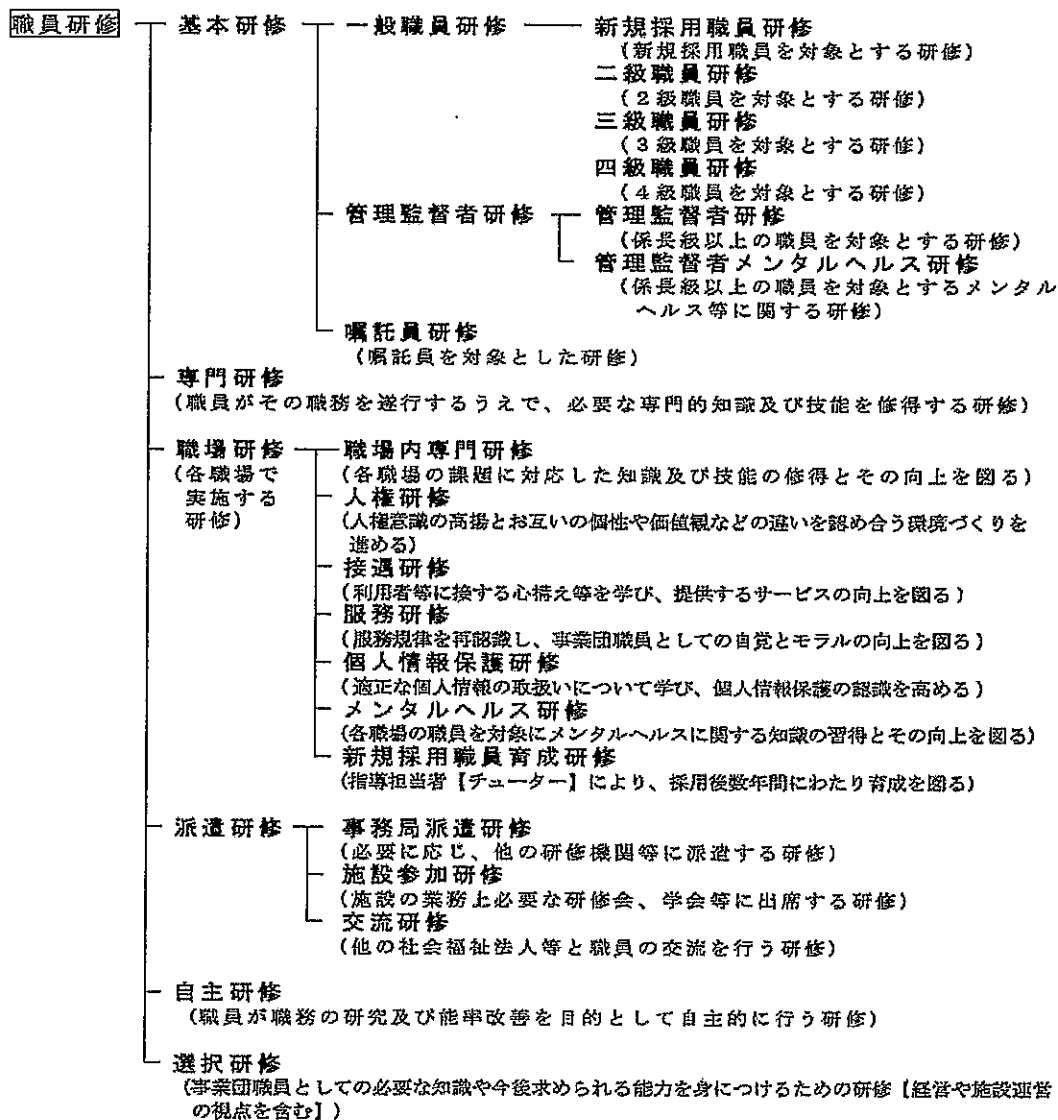 職員研修 基本研修 一般職員研修 新規採用職員研修
(新規採用職員を対象とする研修)
二級職員研修
(2級職員を対象とする研修)
三級職員研修
(3級職員を対象とする研修)
四級職員研修
(4級職員を対象とする研修)
管理監督者研修 管理監督者研修
(係長級以上の職員を対象とする研修)
管理監督者メンタルヘルス研修
(係長級以上の職員を対象とするメンタル
ヘルス等に関する研修)
嘱託員研修
(嘱託員を対象とした研修)
専門研修
(職員がその職務を遂行するうえで、必要な専門的知識及び技能を修得する研修)
職場研修 職場内専門研修
(各職場で (各職場の課題に対応した知識及び技能の修得とその向上を図る)
実施する 人権研修
研修) (人権意識の高揚とお互いの個性や価値観などの違いを認め合う環境づくりを
進める)
接遇研修
(利用者等に接する心構え等を学び、提供するサービスの向上を図る)
服務研修
(服務規律を再認識し、事業団職員としての自覚とモラルの向上を図る)
個人情報保護研修
(適正な個人情報の取扱いについて学び、個人情報保護の認識を高める)
メンタルヘルス研修
(各職場の職員を対象にメンタルヘルスに関する知識の習得とその向上を図る)
新規採用職員育成研修
(指導担当者【チューター】により、採用後数年間にわたり育成を図る)
派遣研修 事務局派遣研修
(必要に応じ、他の研修機関等に派遣する研修)
施設参加研修
(施設の業務上必要な研修会、学会等に出席する研修)
交流研修
(他の社会福祉法人等と職員の交流を行う研修)
自主研修
(職員が職務の研究及び能率改善を目的として自主的に行う研修)
選択研修
(事業団職員としての必要な知識や今後求められる能力を身につけるための研修【経営や施設運営
の視点を含む】)